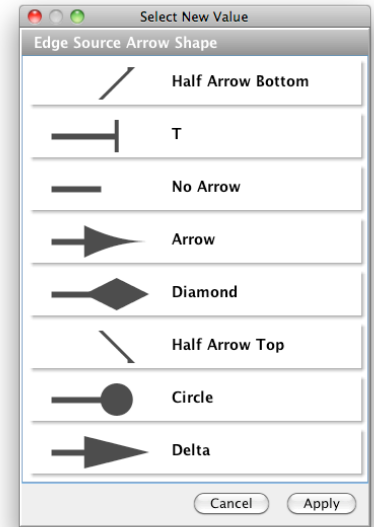 Select New Value
Edge Source Arrow Shape
Half Arrow Bottom
T
No Arrow
Arrow
Diamond
Half Arrow Top
Circle
Delta
Cancel Apply